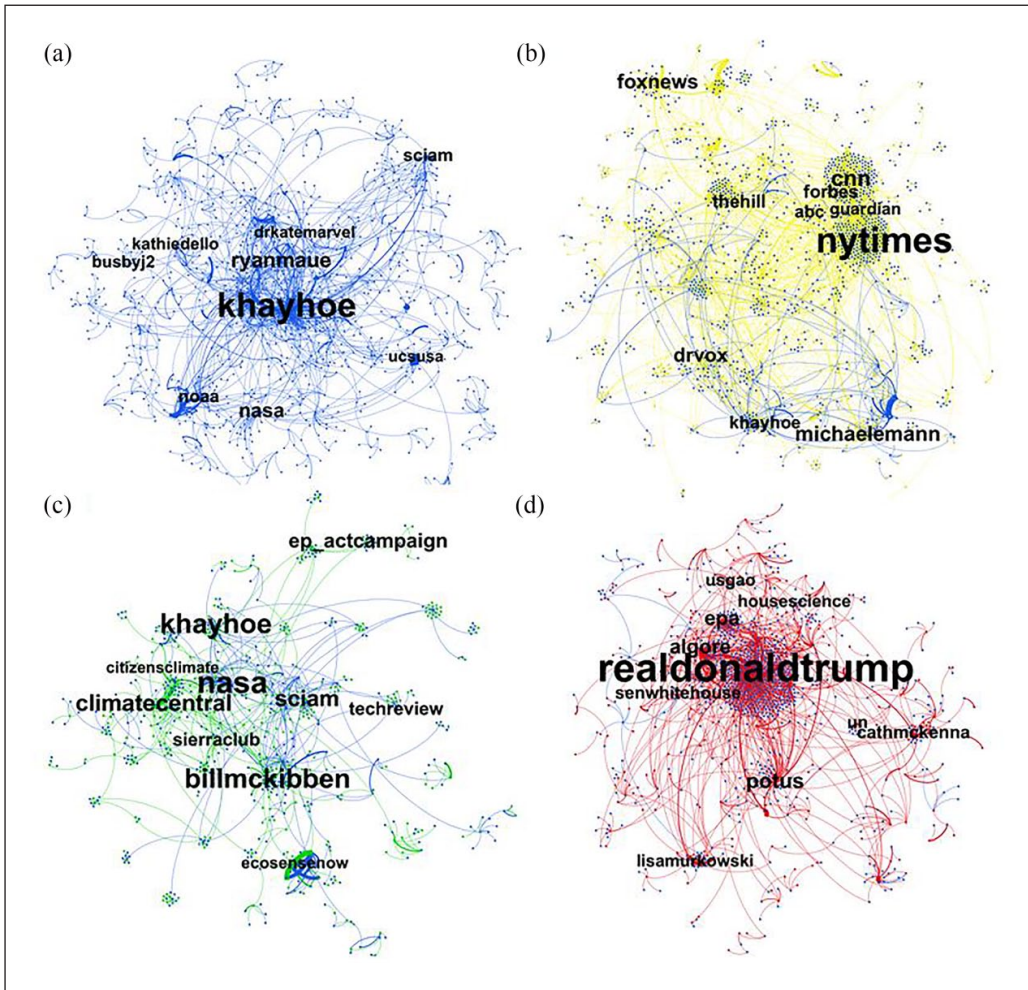 (a)
sciam
drkatemarvel
kathiedello
busbyj2
ryanmaue
khayhoe
ucsusa
noaa
nasa
(b)
foxnews
cnn
forbes
thehill
abc guardian
nytimes
drvox
khayhoe
michaelemann
(c)
ep_actcampaign
khayhoe
citizensclimate
nasa
climatecentral
sciam
techreview
sierraclub
billmckibben
ecosensenow
(d)
usgao
housescience
epa
algore
realdonaldtrump
senwhitehouse
un
cathmckenna
potus
lisamurkowski